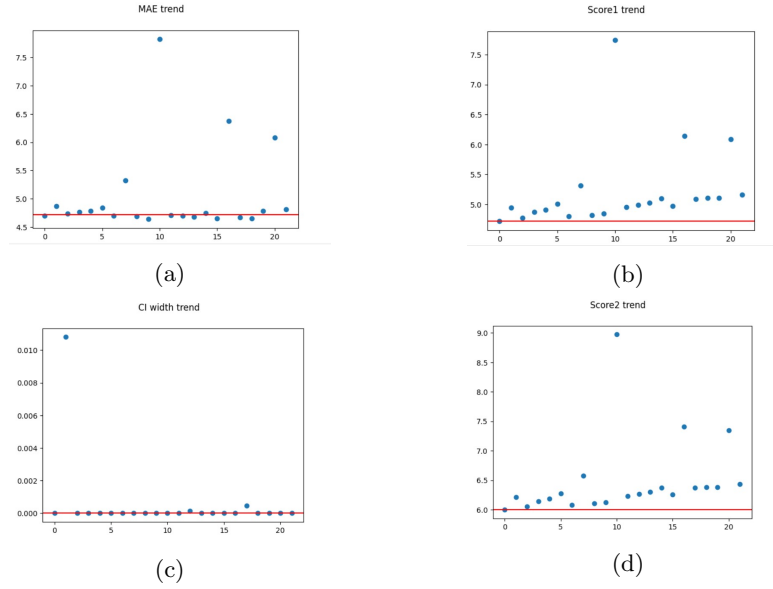 MAE trend
7.5
7.0
6.5
6.0
5.5
5.0
4.5
0 5 10 15 20
(a)
Score1 trend
7.5
7.0
6.5
6.0
5.5
5.0
0 5 10 15 20
(b)
CI width trend
0.010
0.008
0.006
0.004
0.002
0.000
0 5 10 15 20
(c)
Score2 trend
9.0
8.5
8.0
7.5
7.0
6.5
6.0
0 5 10 15 20
(d)